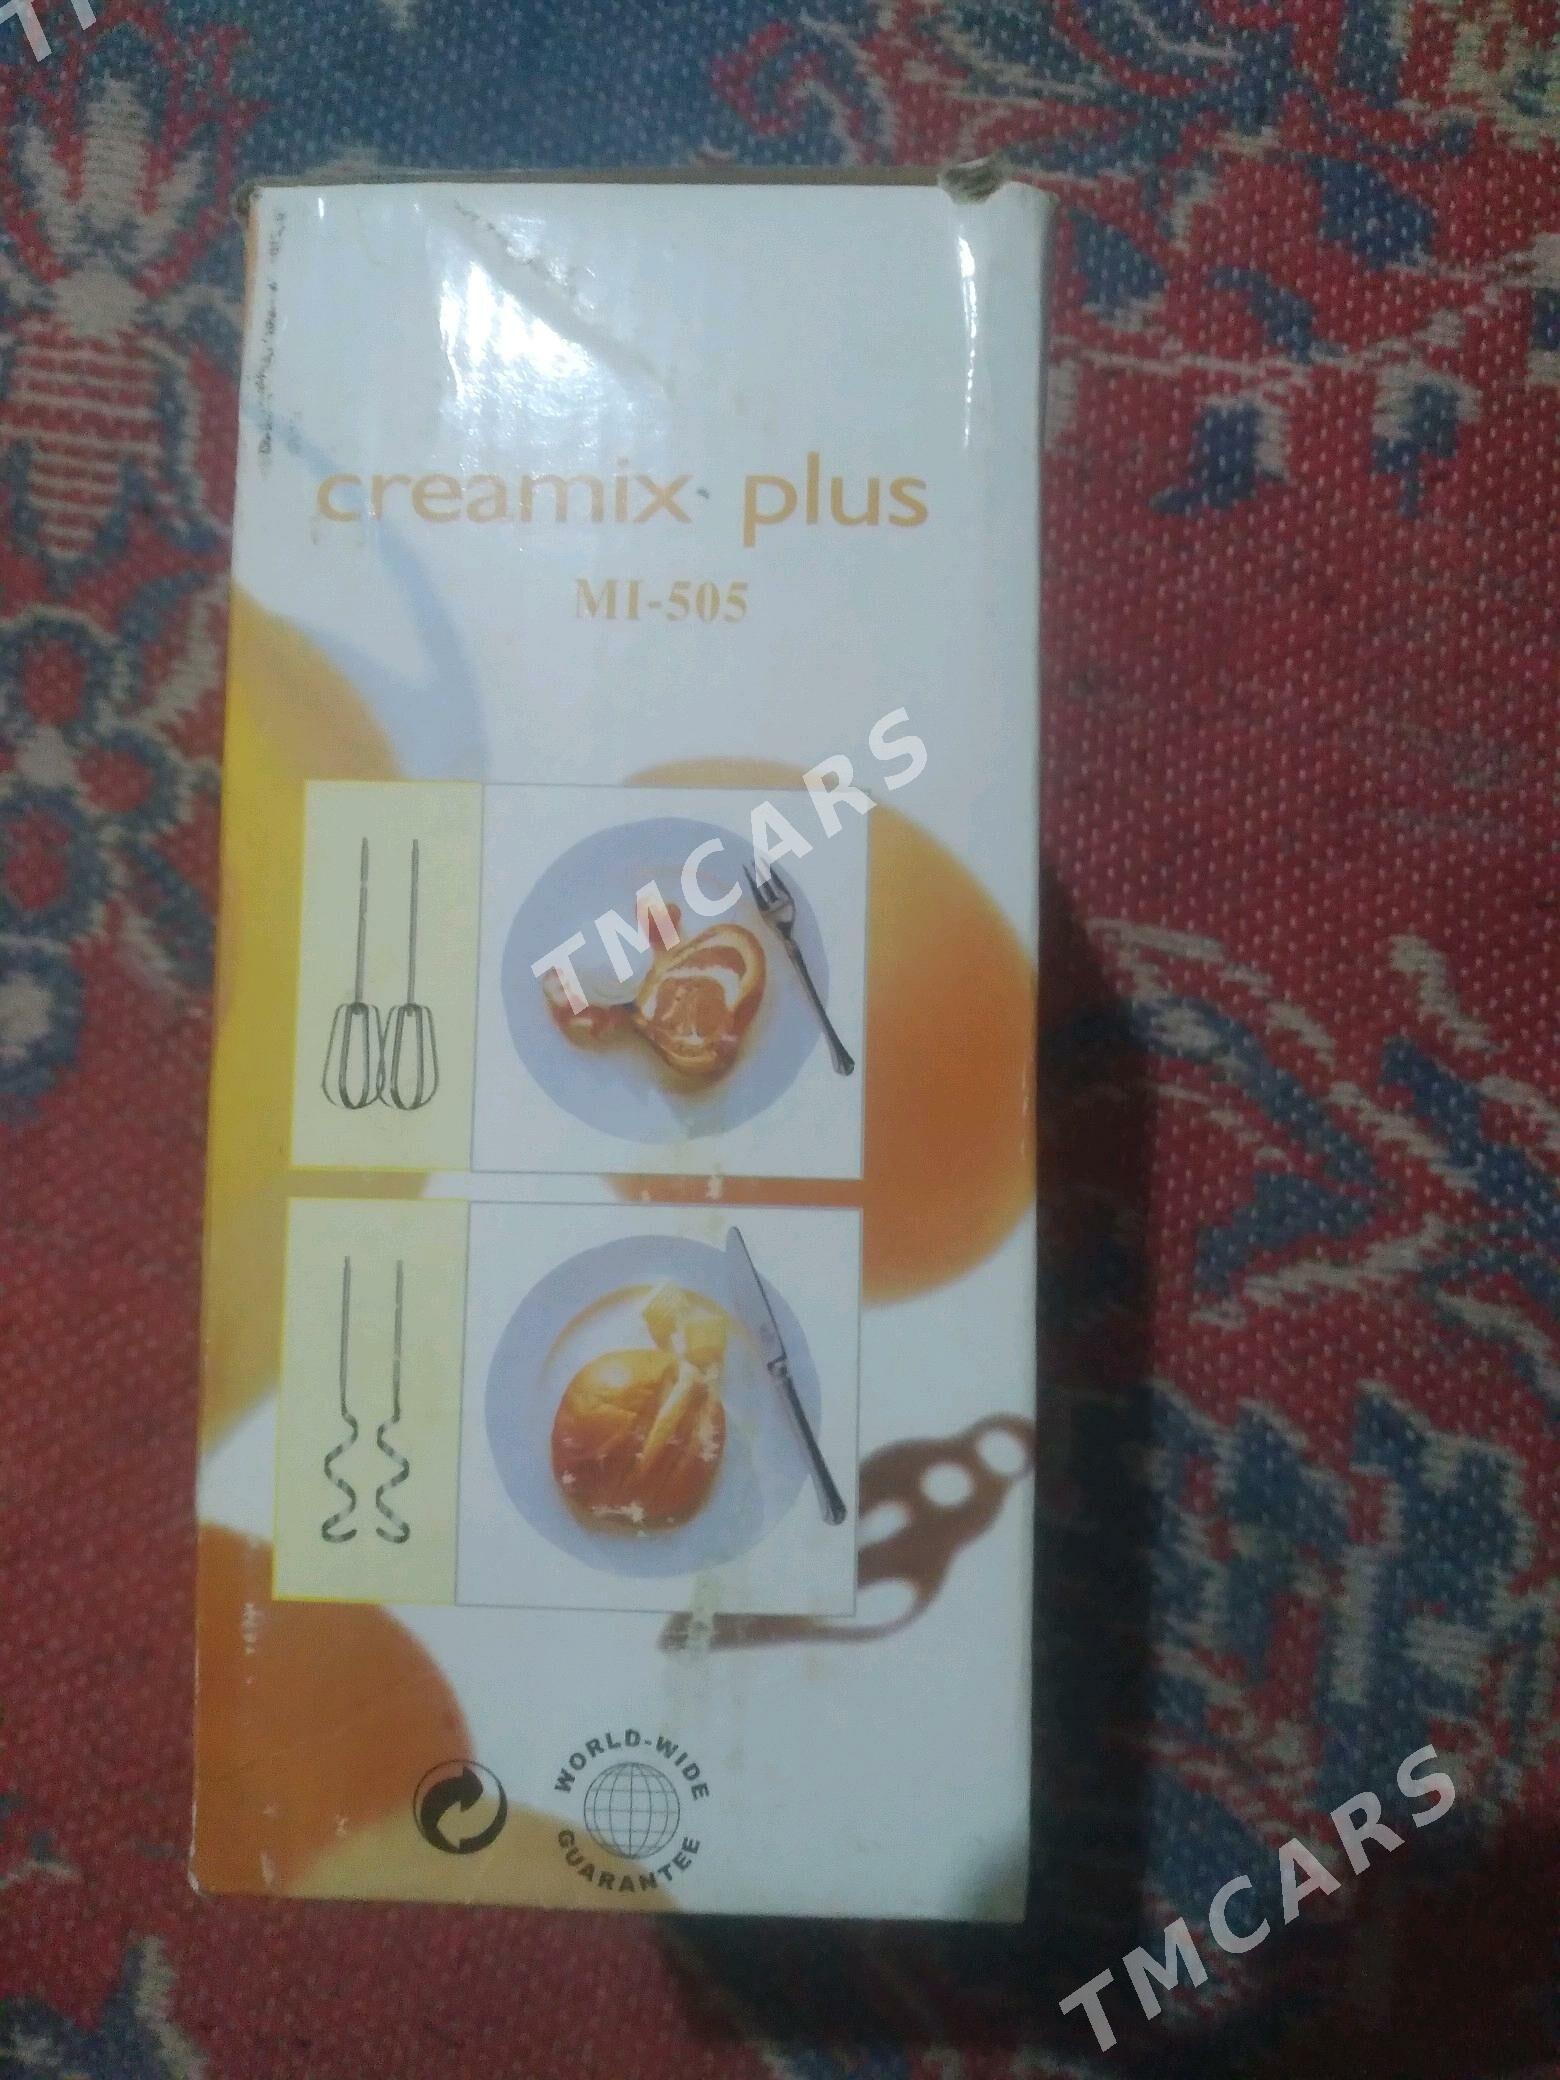 creamix plus
MI-505
TMCARS
WORLD-WIDE
GUARANTEE
TMCARS